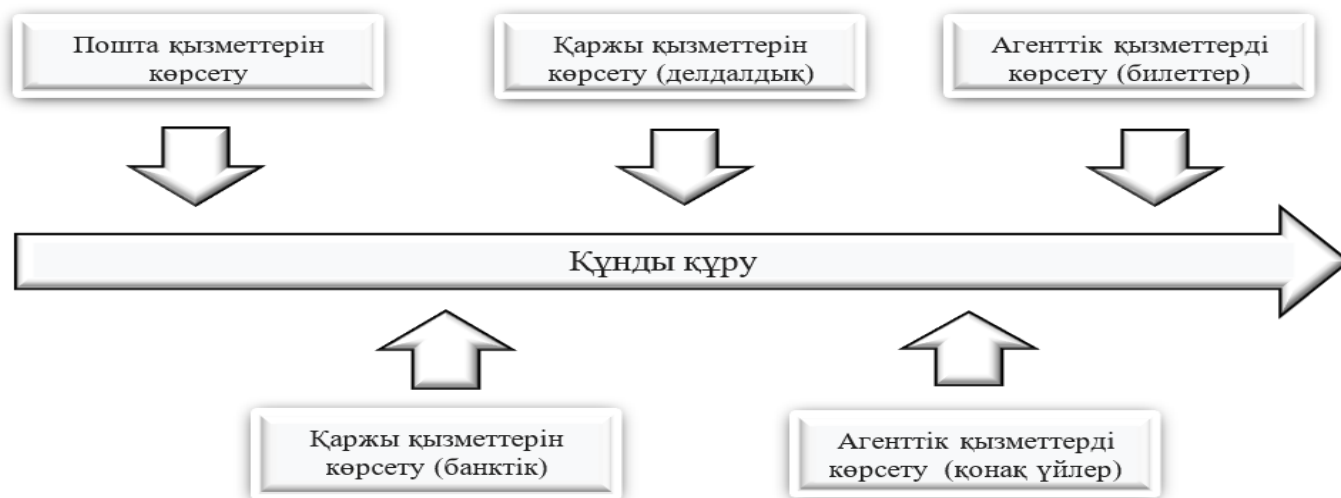 Пошта қызметтерін
көрсету
Қаржы қызметтерін
көрсету (делдалдық)
Агенттік қызметтерді
көрсету (билеттер)
Құнды құру
Қаржы қызметтерін
көрсету (банктік)
Агенттік қызметтерді
көрсету (қонақ үйлер)